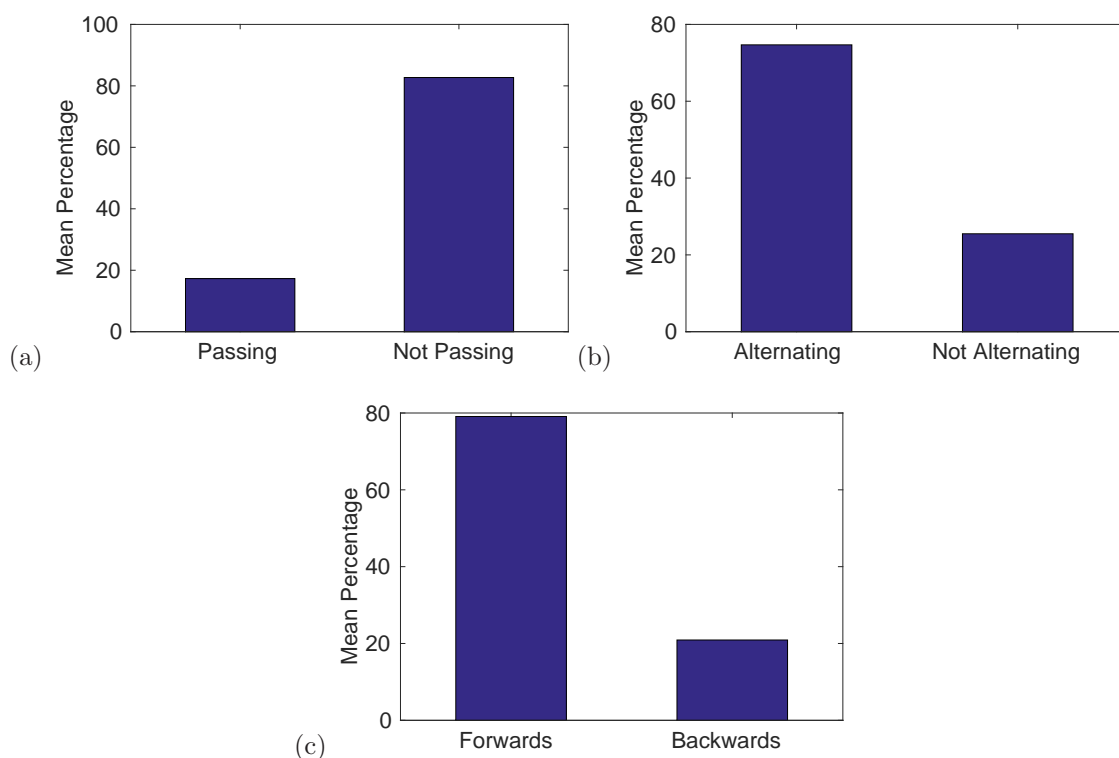 Mean Percentage
100
80
60
40
20
0
Passing
Not Passing
(a)
Mean Percentage
80
60
40
20
0
Alternating
Not Alternating
(b)
Mean Percentage
80
60
40
20
0
Forwards
Backwards
(c)